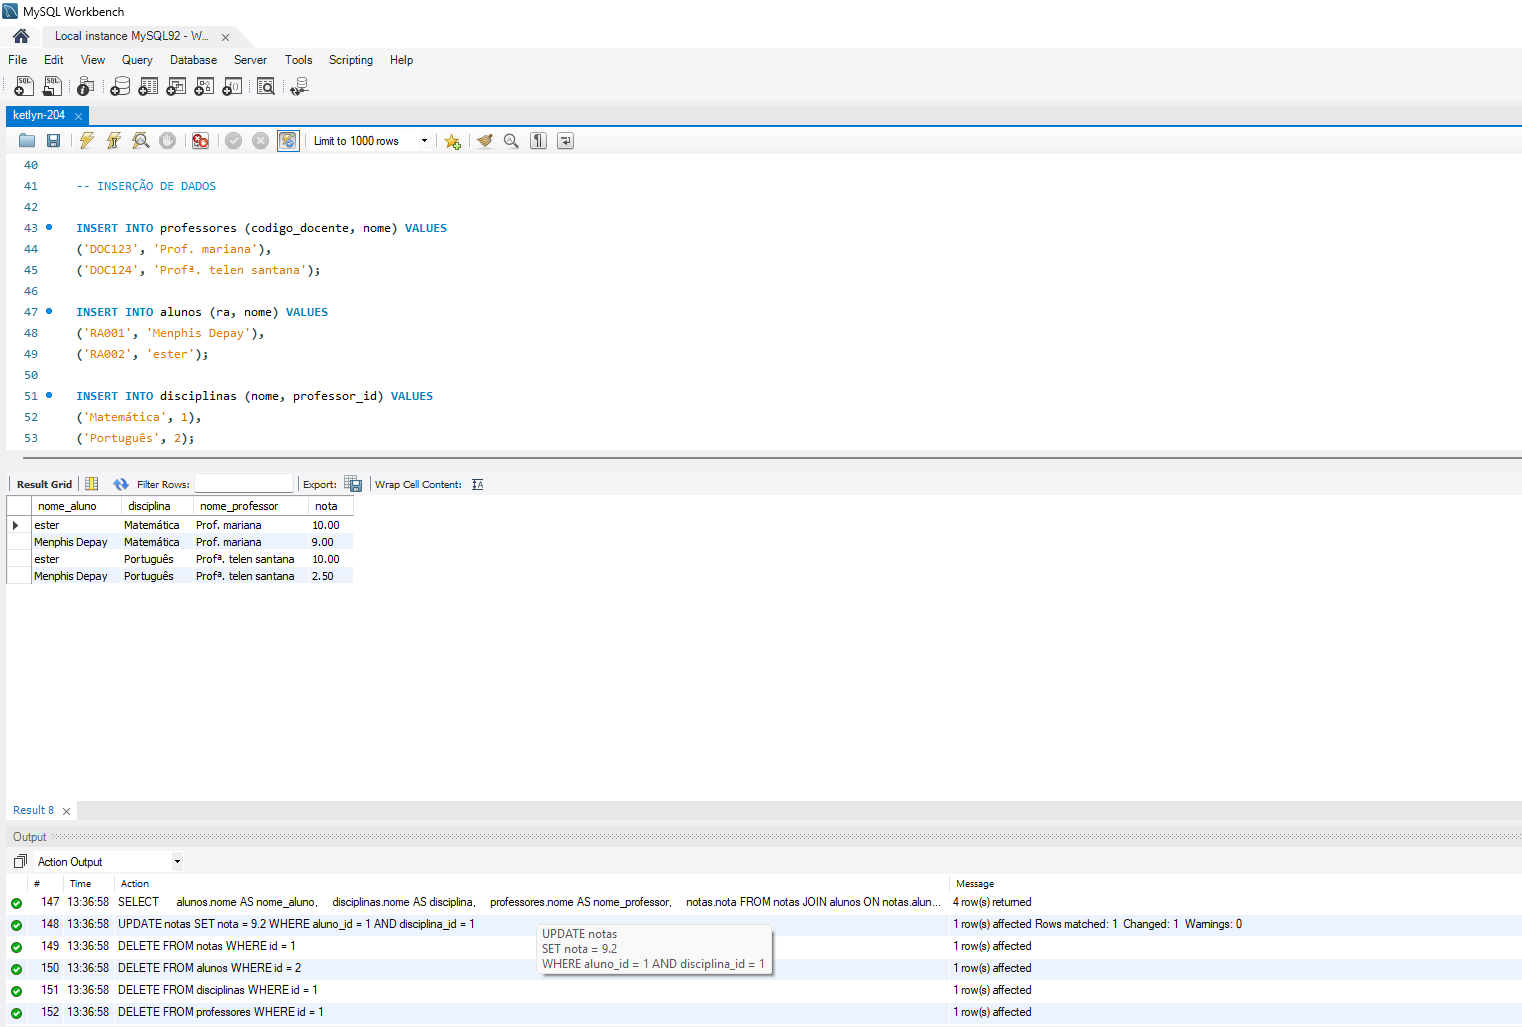 MySQL Workbench
Local instance MySQL92 - W...
File Edit View Query Database Server Tools Scripting Help
ketlyn-204
Limit to 1000 rows
40
41 -- INSERÇÃO DE DADOS
42
43 INSERT INTO professores (codigo_docente, nome) VALUES
44 ('DOC123', 'Prof. mariana'),
45 ('DOC124', 'Profª. telen santana');
46
47 INSERT INTO alunos (ra, nome) VALUES
48 ('RA001', 'Menphis Depay'),
49 ('RA002', 'ester');
50
51 INSERT INTO disciplinas (nome, professor_id) VALUES
52 ('Matemática', 1),
53 ('Português', 2);
Result Grid Filter Rows: Export: Wrap Cell Content:
nome_aluno disciplina nome_professor nota
ester Matemática Prof. mariana 10.00
Menphis Depay Matemática Prof. mariana 9.00
ester Português Profª. telen santana 10.00
Menphis Depay Português Profª. telen santana 2.50
Result 8
Output
Action Output
# Time Action Message
147 13:36:58 SELECT alunos.nome AS nome_aluno, disciplinas.nome AS disciplina, professores.nome AS nome_professor, notas.nota FROM notas JOIN alunos ON notas.alun... 4 row(s) returned
148 13:36:58 UPDATE notas SET nota = 9.2 WHERE aluno_id = 1 AND disciplina_id = 1 1 row(s) affected Rows matched: 1 Changed: 1 Warnings: 0
149 13:36:58 DELETE FROM notas WHERE id = 1 1 row(s) affected
150 13:36:58 DELETE FROM alunos WHERE id = 2 1 row(s) affected
151 13:36:58 DELETE FROM disciplinas WHERE id = 1 1 row(s) affected
152 13:36:58 DELETE FROM professores WHERE id = 1 1 row(s) affected
UPDATE notas
SET nota = 9.2
WHERE aluno_id = 1 AND disciplina_id = 1